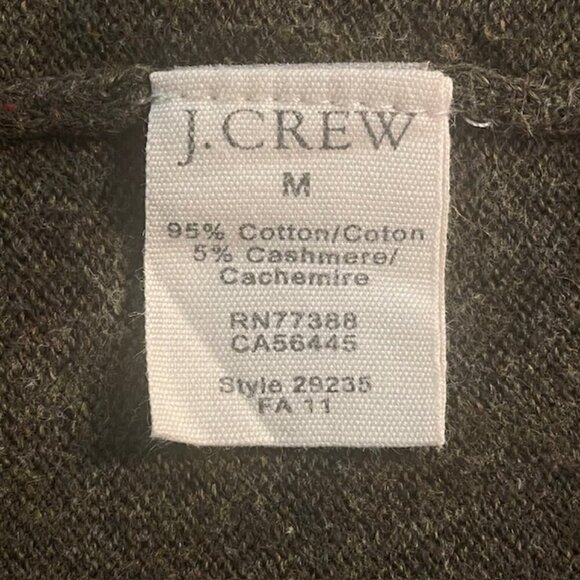 J.CREW
M
95% Cotton/Coton
5% Cashmere/
Cachemire
RN77388
CA56445
Style 29235
FA 11